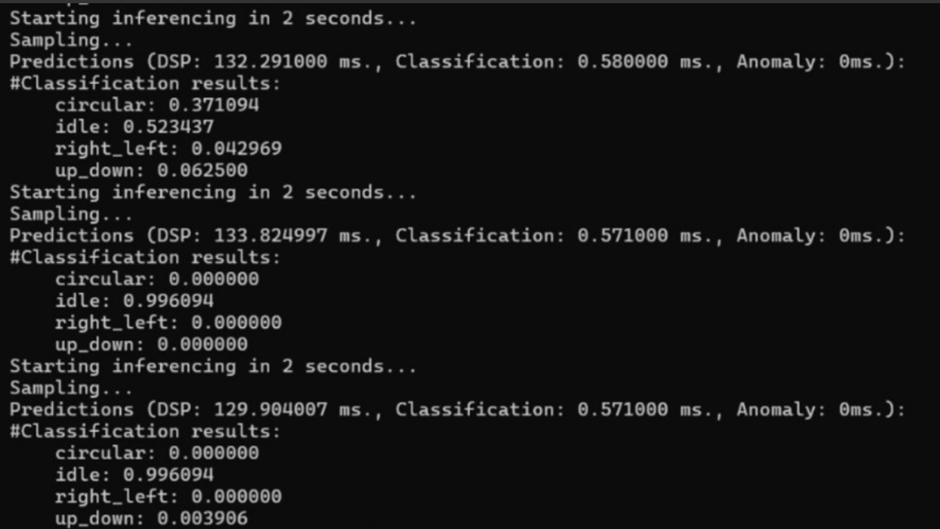 Starting inferencing in 2 seconds...
Sampling...
Predictions (DSP: 132.291000 ms., Classification: 0.580000 ms., Anomaly: 0ms.):
#Classification results:
    circular: 0.371094
    idle: 0.523437
    right_left: 0.042969
    up_down: 0.062500
Starting inferencing in 2 seconds...
Sampling...
Predictions (DSP: 133.824997 ms., Classification: 0.571000 ms., Anomaly: 0ms.):
#Classification results:
    circular: 0.000000
    idle: 0.996094
    right_left: 0.000000
    up_down: 0.000000
Starting inferencing in 2 seconds...
Sampling...
Predictions (DSP: 129.904007 ms., Classification: 0.571000 ms., Anomaly: 0ms.):
#Classification results:
    circular: 0.000000
    idle: 0.996094
    right_left: 0.000000
    up_down: 0.003906